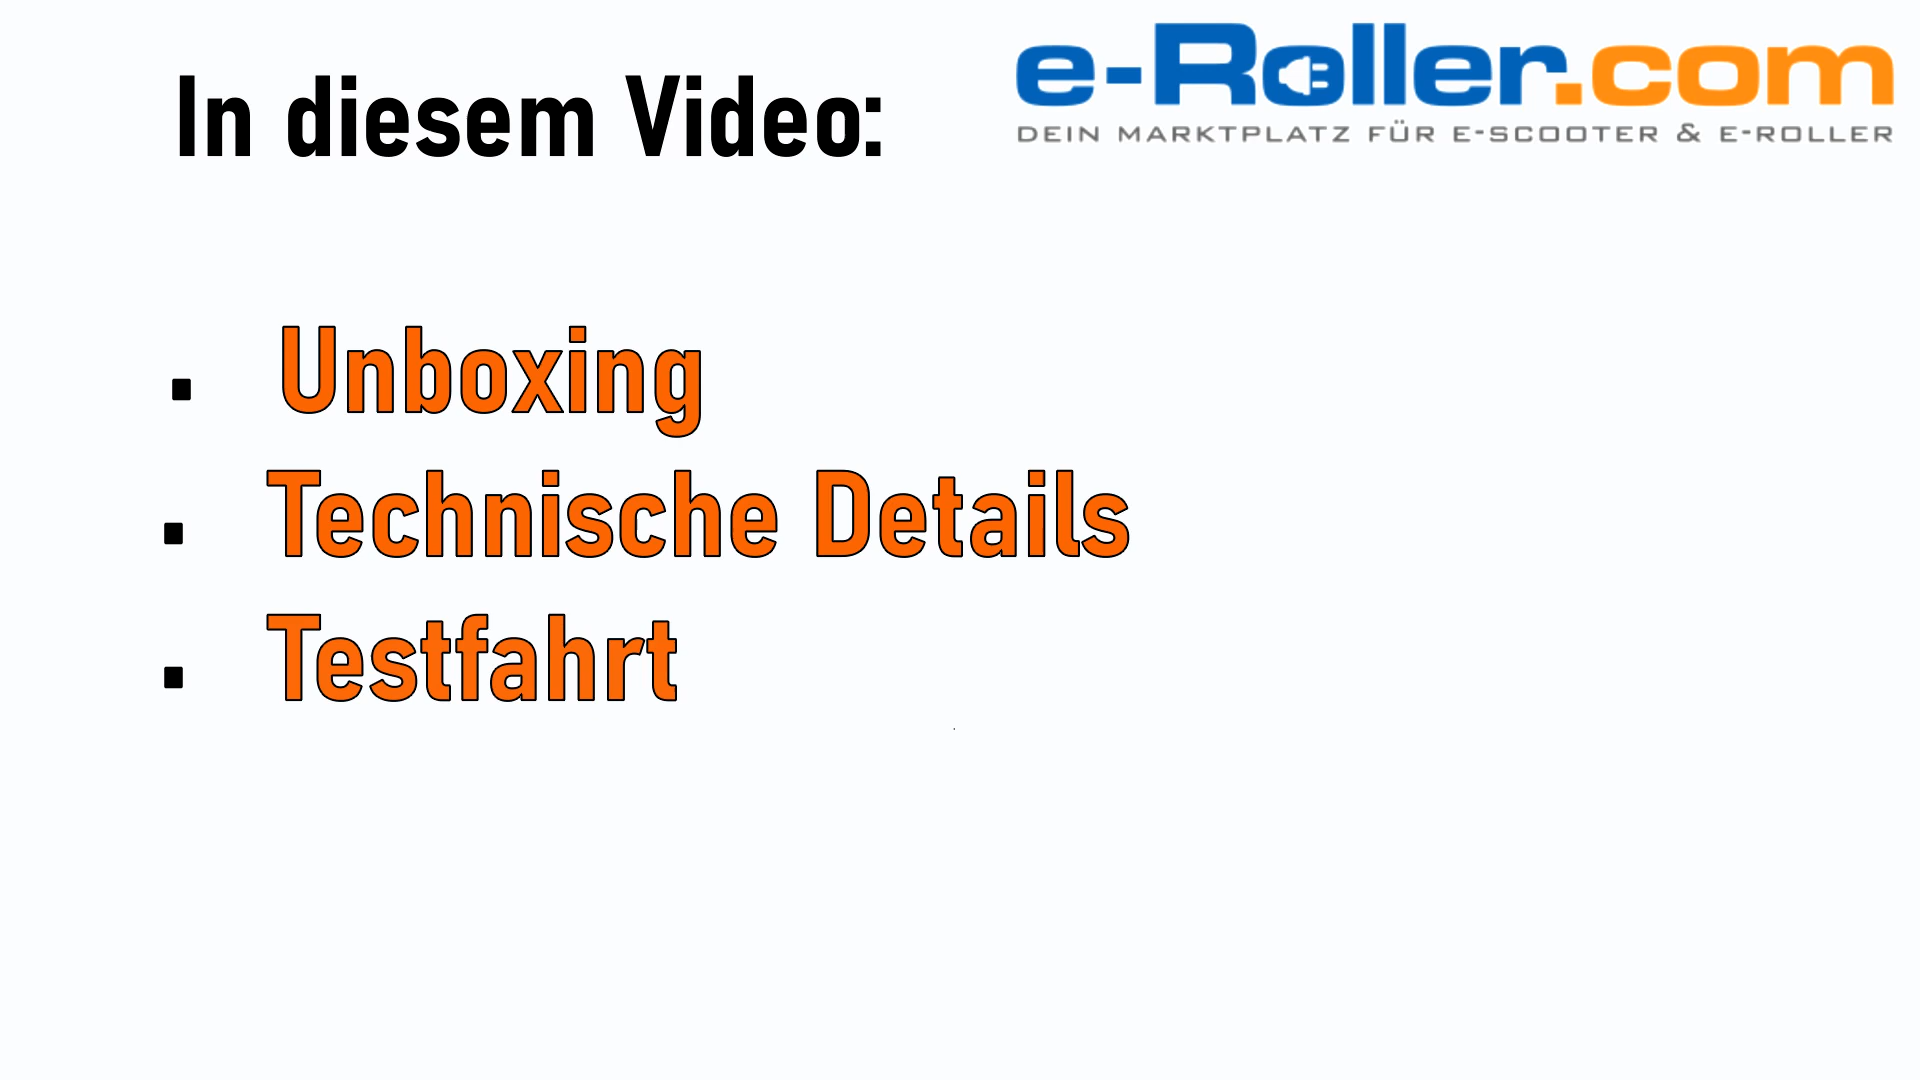 In diesem Video:
e-Roller.com
DEIN MARKTPLATZ FÜR E-SCOOTER & E-ROLLER
▪ Unboxing
▪ Technische Details
▪ Testfahrt